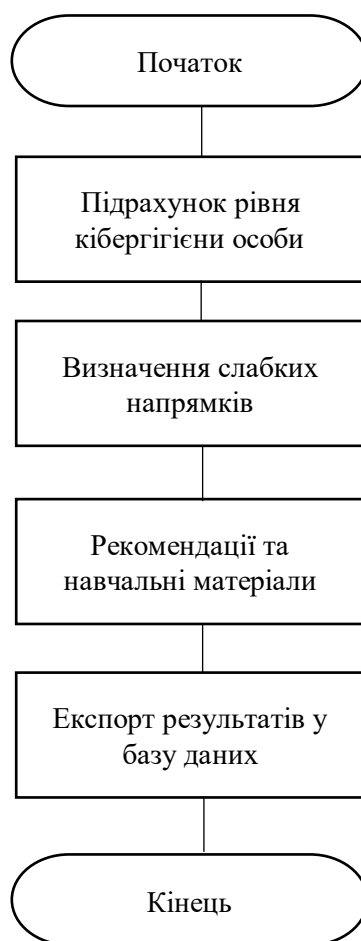 Початок
Підрахунок рівня
кібергігієни особи
Визначення слабких
напрямків
Рекомендації та
навчальні матеріали
Експорт результатів у
базу даних
Кінець